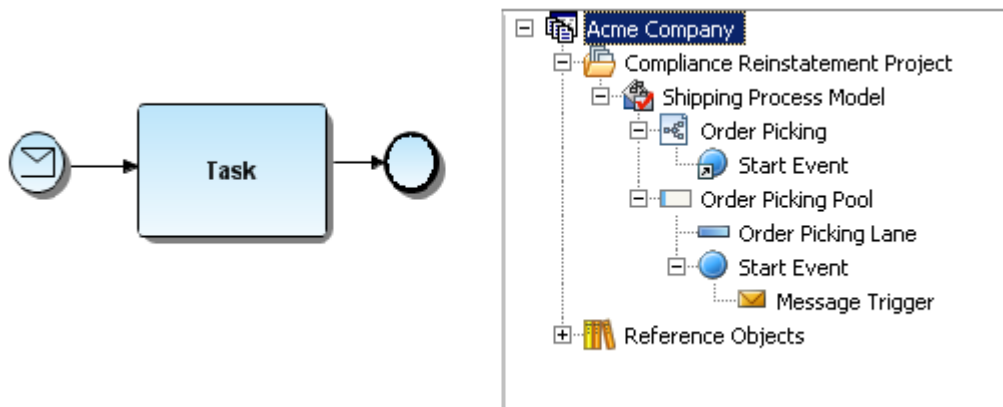 Task
Acme Company
Compliance Reinstatement Project
Shipping Process Model
Order Picking
Start Event
Order Picking Pool
Order Picking Lane
Start Event
Message Trigger
Reference Objects